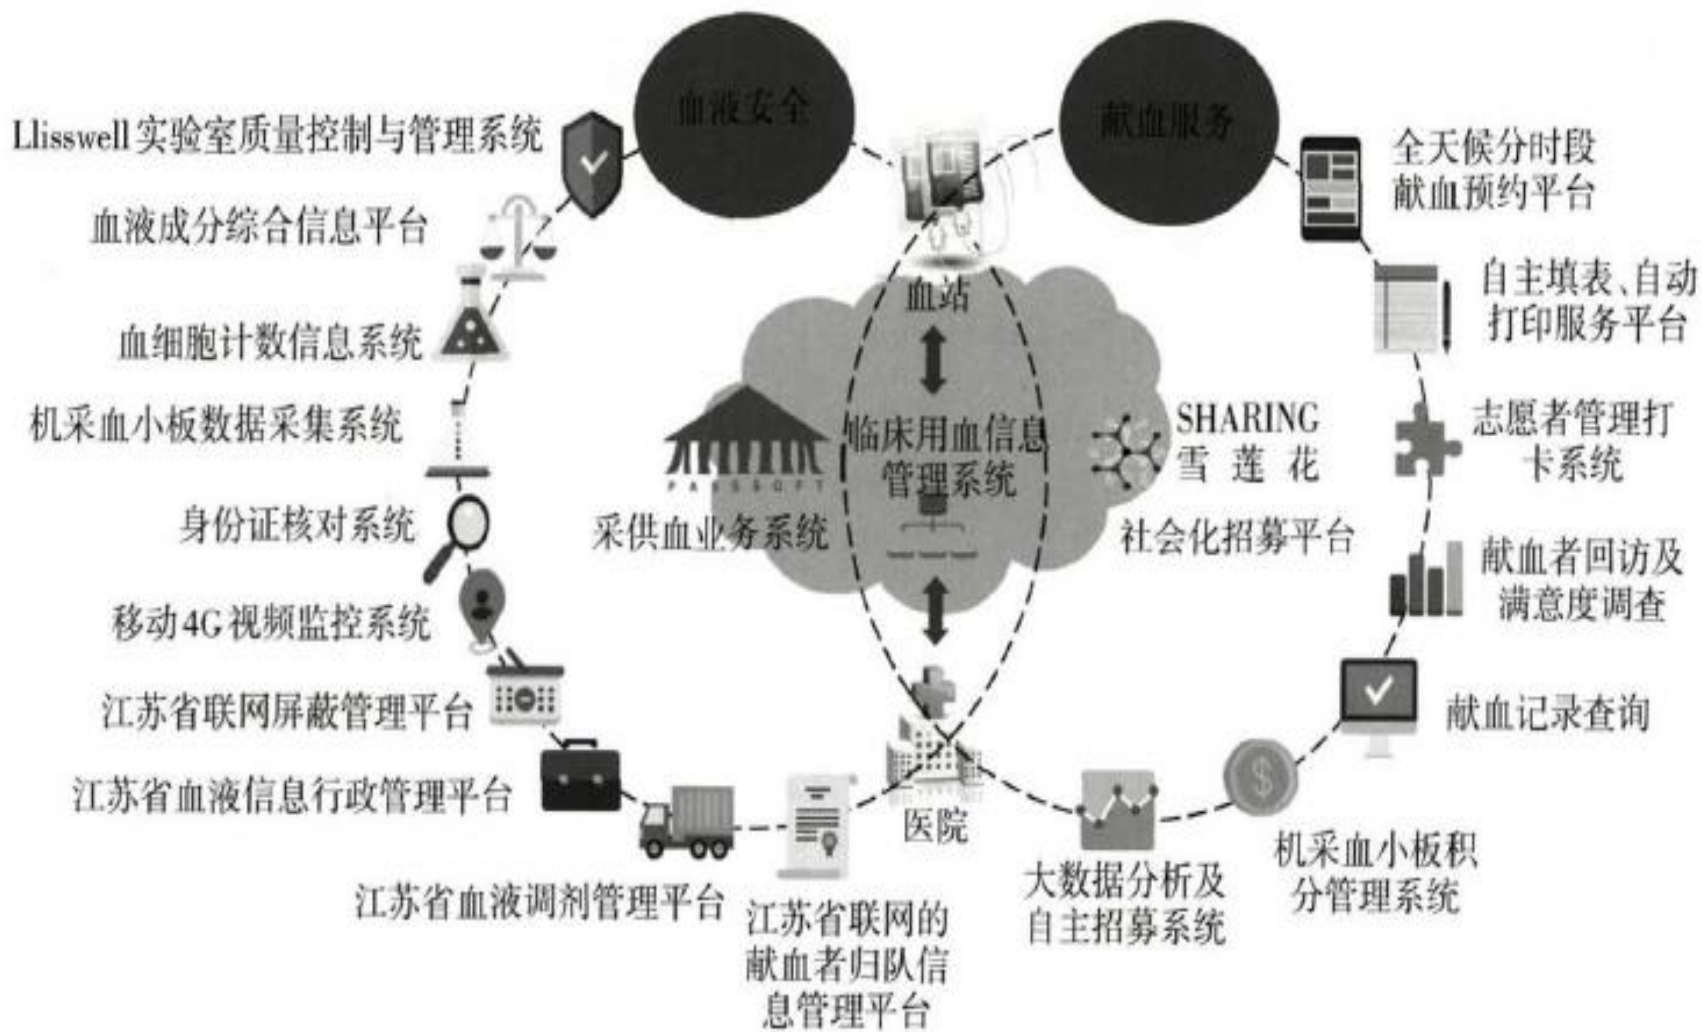 血液安全
献血服务
Llisswell实验室质量控制与管理系统
血液成分综合信息平台
血细胞计数信息系统
机采血小板数据采集系统
身份证核对系统
移动4G视频监控系统
江苏省联网屏蔽管理平台
江苏省血液信息行政管理平台
江苏省血液调剂管理平台
江苏省联网的
献血者归队信
息管理平台
血站
临床用血信息
管理系统
医院
PASSOPY
采供血业务系统
SHARING
雪莲花
社会化招募平台
全天候分时段
献血预约平台
自主填表、自动
打印服务平台
志愿者管理打
卡系统
献血者回访及
满意度调查
献血记录查询
$
机采血小板积
分管理系统
大数据分析及
自主招募系统